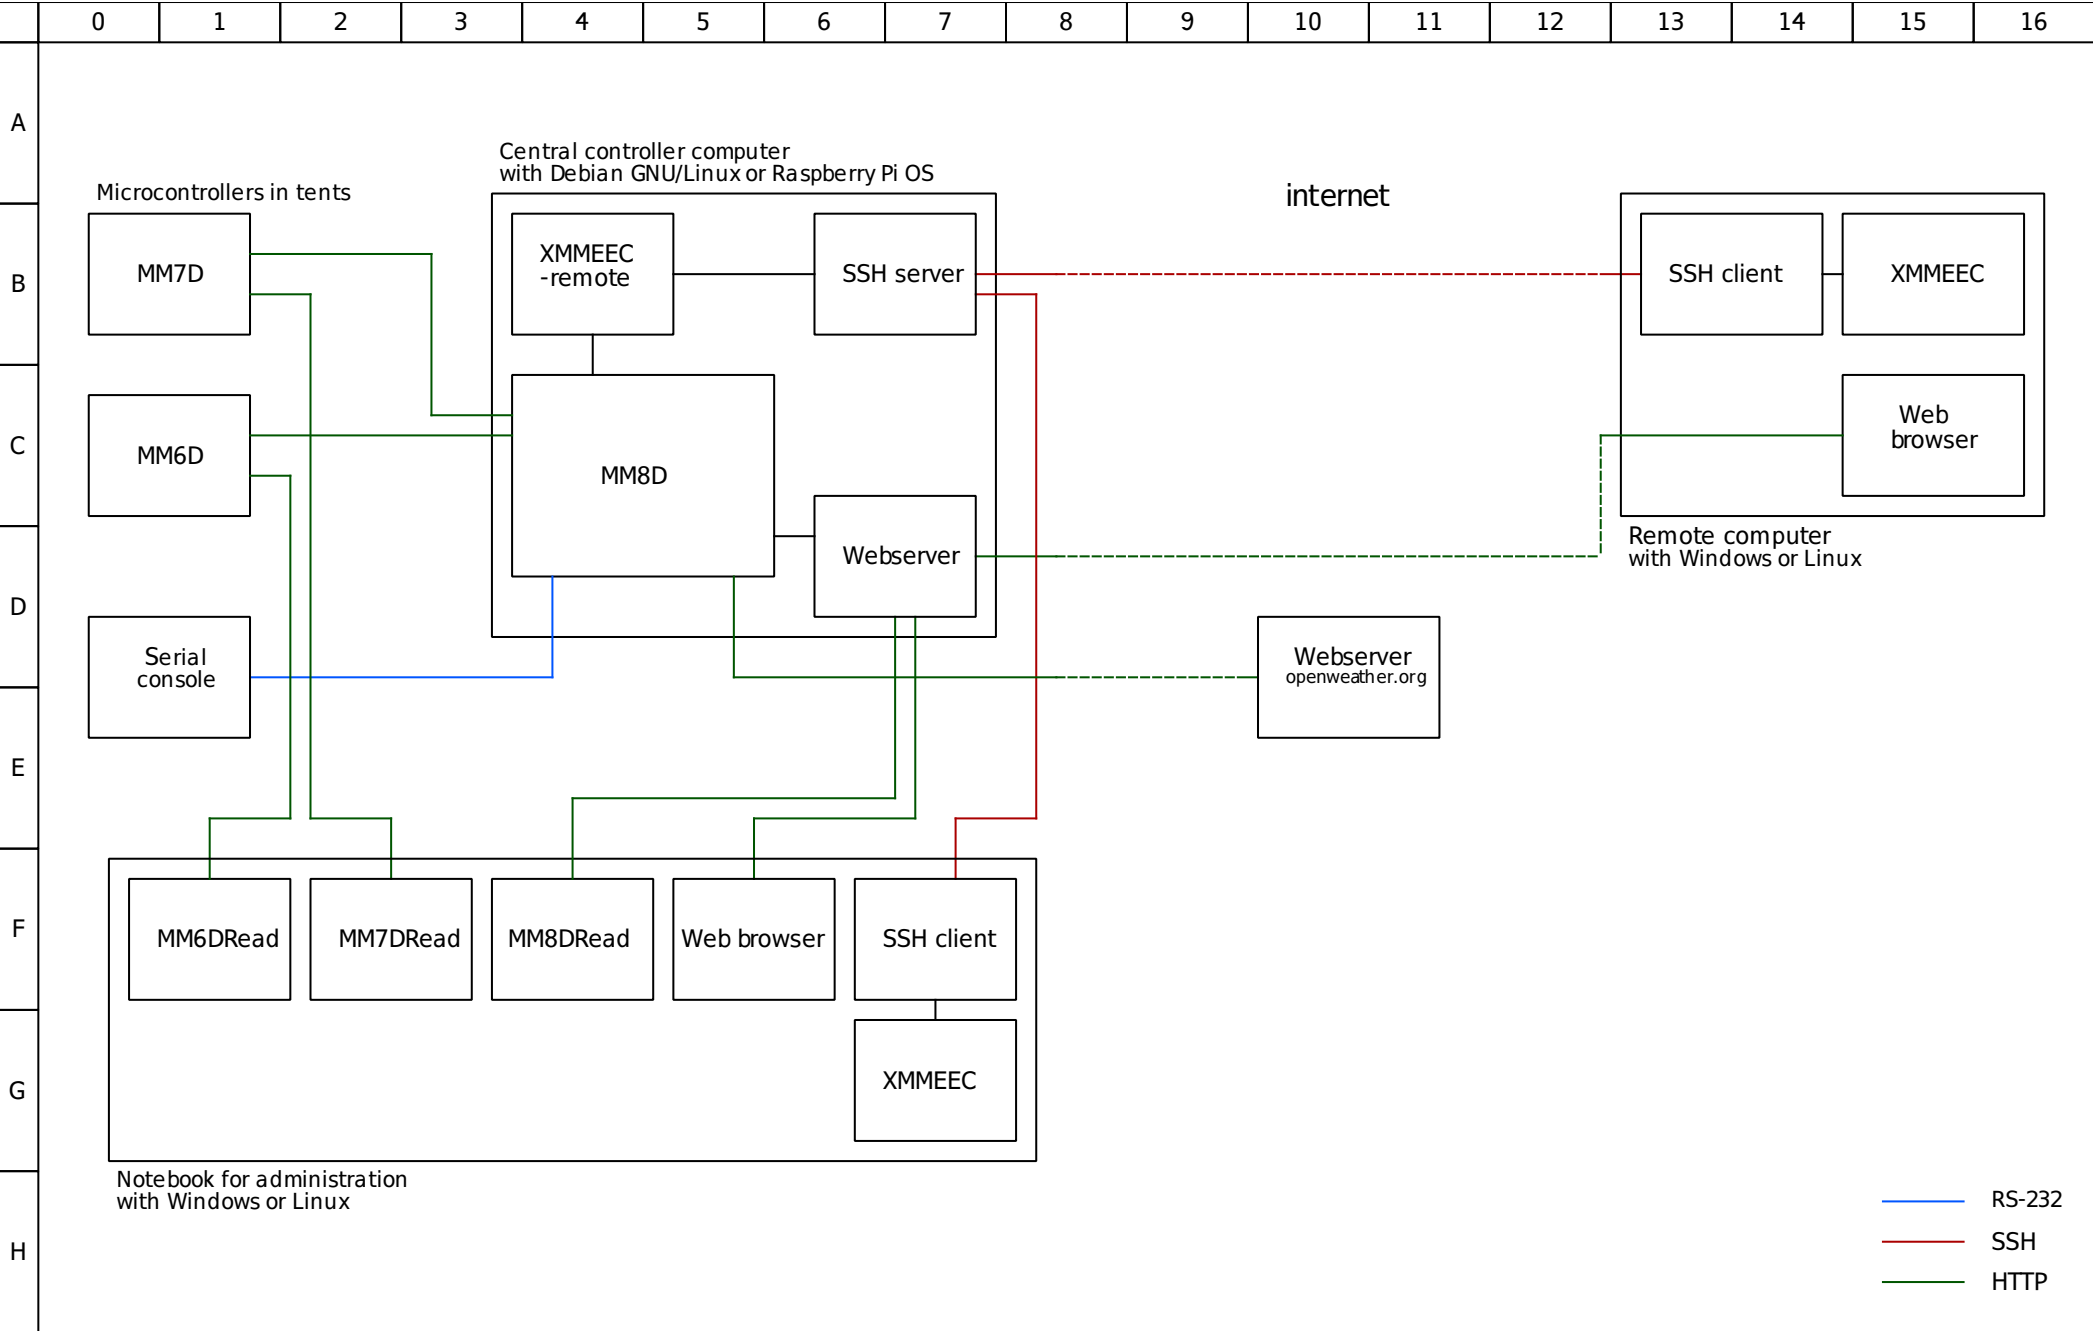 0 1 2 3 4 5 6 7 8 9 10 11 12 13 14 15 16
A
Central controller computer
with Debian GNU/Linux or Raspberry Pi OS
Microcontrollers in tents
internet
B
MM7D
XMMEEC
-remote
SSH server
SSH client
XMMEEC
C
MM6D
MM8D
Web
browser
Webserver
Remote computer
with Windows or Linux
D
Serial
console
Webserver
openweather.org
E
F
MM6DRead
MM7DRead
MM8DRead
Web browser
SSH client
G
XMMEEC
Notebook for administration
with Windows or Linux
H
RS-232
SSH
HTTP